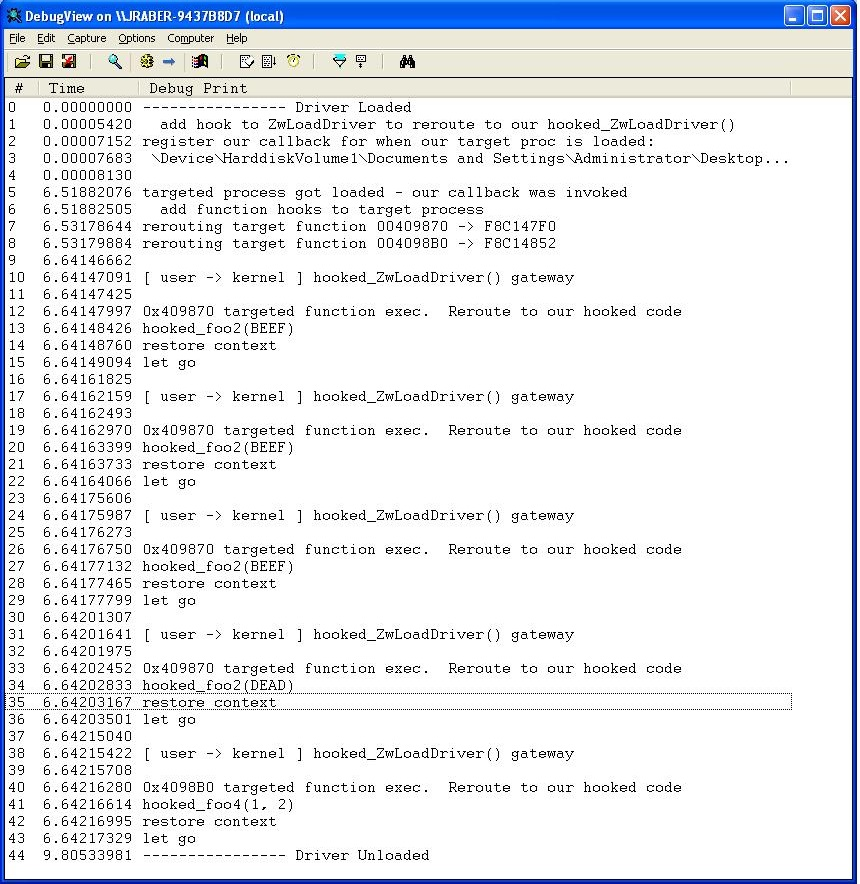 DebugView on \\JRABER-9437B8D7 (local)
File Edit Capture Options Computer Help
# Time Debug Print
0 0.00000000 ---------------- Driver Loaded
1 0.00005420 add hook to ZwLoadDriver to reroute to our hooked_ZwLoadDriver()
2 0.00007152 register our callback for when our target proc is loaded:
3 0.00007683 \Device\HarddiskVolume1\Documents and Settings\Administrator\Desktop...
4 0.00008130
5 6.51882076 targeted process got loaded - our callback was invoked
6 6.51882505 add function hooks to target process
7 6.53178644 rerouting target function 00409870 -> F8C147F0
8 6.53179884 rerouting target function 004098B0 -> F8C14852
9 6.64146662
10 6.64147091 [ user -> kernel ] hooked_ZwLoadDriver() gateway
11 6.64147425
12 6.64147997 0x409870 targeted function exec. Reroute to our hooked code
13 6.64148426 hooked_foo2(BEEF)
14 6.64148760 restore context
15 6.64149094 let go
16 6.64161825
17 6.64162159 [ user -> kernel ] hooked_ZwLoadDriver() gateway
18 6.64162493
19 6.64162970 0x409870 targeted function exec. Reroute to our hooked code
20 6.64163399 hooked_foo2(BEEF)
21 6.64163733 restore context
22 6.64164066 let go
23 6.64175606
24 6.64175987 [ user -> kernel ] hooked_ZwLoadDriver() gateway
25 6.64176273
26 6.64176750 0x409870 targeted function exec. Reroute to our hooked code
27 6.64177132 hooked_foo2(BEEF)
28 6.64177465 restore context
29 6.64177799 let go
30 6.64201307
31 6.64201641 [ user -> kernel ] hooked_ZwLoadDriver() gateway
32 6.64201975
33 6.64202452 0x409870 targeted function exec. Reroute to our hooked code
34 6.64202833 hooked_foo2(DEAD)
35 6.64203167 restore context
36 6.64203501 let go
37 6.64215040
38 6.64215422 [ user -> kernel ] hooked_ZwLoadDriver() gateway
39 6.64215708
40 6.64216280 0x4098B0 targeted function exec. Reroute to our hooked code
41 6.64216614 hooked_foo4(1, 2)
42 6.64216995 restore context
43 6.64217329 let go
44 9.80533981 ---------------- Driver Unloaded